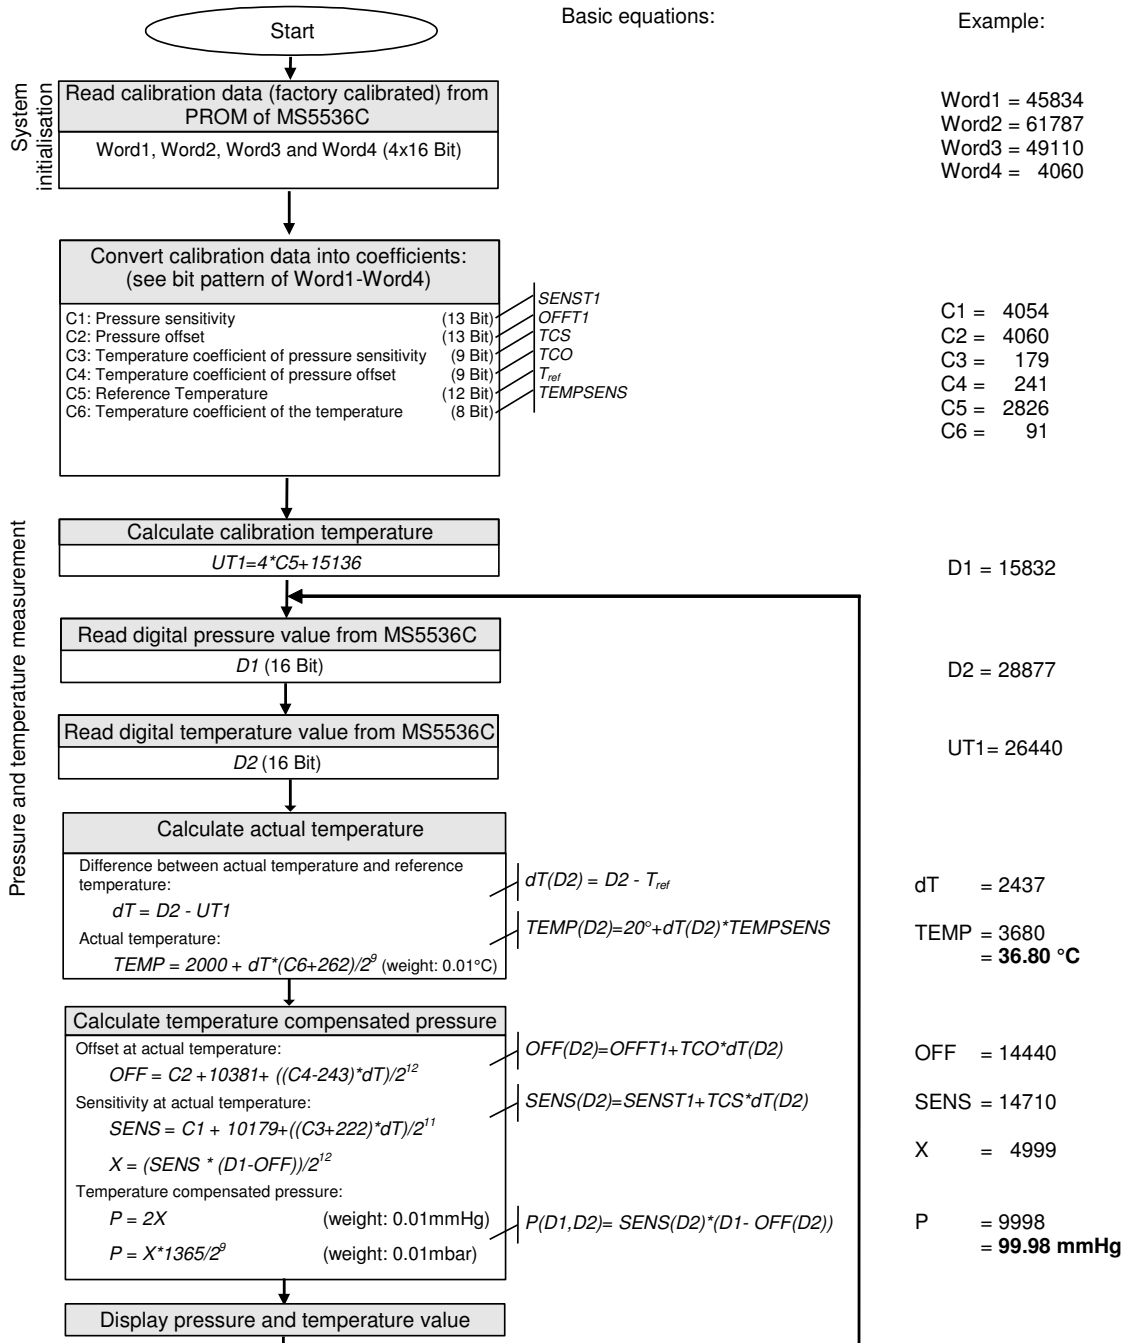 Start
Basic equations:
Example:
System
initialisation
Read calibration data (factory calibrated) from
PROM of MS5536C
Word1, Word2, Word3 and Word4 (4x16 Bit)
Word1 = 45834
Word2 = 61787
Word3 = 49110
Word4 = 4060
Convert calibration data into coefficients:
(see bit pattern of Word1-Word4)
C1: Pressure sensitivity (13 Bit) SENST1
C2: Pressure offset (13 Bit) OFFT1
C3: Temperature coefficient of pressure sensitivity (9 Bit) TCS
C4: Temperature coefficient of pressure offset (9 Bit) TCO
C5: Reference Temperature (12 Bit) Tref
C6: Temperature coefficient of the temperature (8 Bit) TEMPSENS
C1 = 4054
C2 = 4060
C3 = 179
C4 = 241
C5 = 2826
C6 = 91
Pressure and temperature measurement
Calculate calibration temperature
UT1=4*C5+15136
D1 = 15832
Read digital pressure value from MS5536C
D1 (16 Bit)
D2 = 28877
Read digital temperature value from MS5536C
D2 (16 Bit)
UT1= 26440
Calculate actual temperature
Difference between actual temperature and reference
temperature:
dT = D2 - UT1
dT(D2) = D2 - Tref
dT = 2437
Actual temperature:
TEMP = 2000 + dT*(C6+262)/2⁹ (weight: 0.01°C)
TEMP(D2)=20°+dT(D2)*TEMPSENS
TEMP = 3680
= 36.80 °C
Calculate temperature compensated pressure
Offset at actual temperature:
OFF = C2 +10381+ ((C4-243)*dT)/2¹²
OFF(D2)=OFFT1+TCO*dT(D2)
OFF = 14440
Sensitivity at actual temperature:
SENS = C1 + 10179+((C3+222)*dT)/2¹¹
SENS(D2)=SENST1+TCS*dT(D2)
SENS = 14710
X = (SENS * (D1-OFF))/2¹²
X = 4999
Temperature compensated pressure:
P = 2X (weight: 0.01mmHg)
P = X*1365/2⁹ (weight: 0.01mbar)
P(D1,D2)= SENS(D2)*(D1- OFF(D2))
P = 9998
= 99.98 mmHg
Display pressure and temperature value